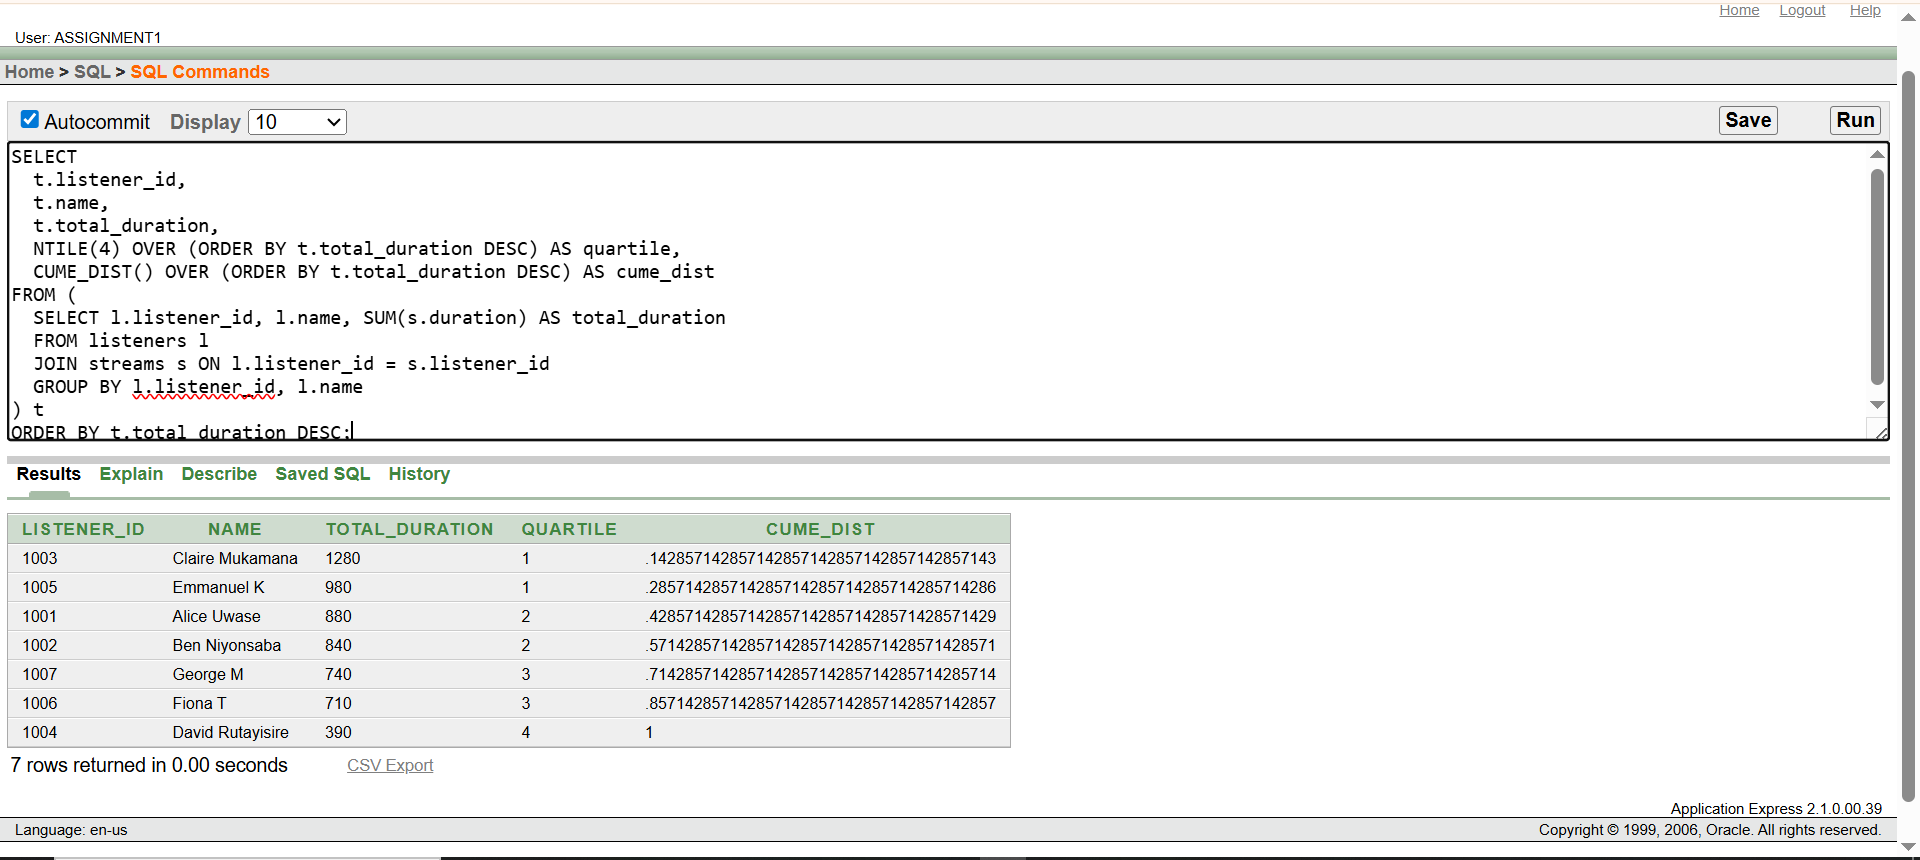 Home Logout Help
User: ASSIGNMENT1
Home > SQL > SQL Commands
Autocommit Display 10 Save Run
SELECT
t.listener_id,
t.name,
t.total_duration,
NTILE(4) OVER (ORDER BY t.total_duration DESC) AS quartile,
CUME_DIST() OVER (ORDER BY t.total_duration DESC) AS cume_dist
FROM (
SELECT l.listener_id, l.name, SUM(s.duration) AS total_duration
FROM listeners l
JOIN streams s ON l.listener_id = s.listener_id
GROUP BY l.listener_id, l.name
) t
ORDER BY t.total_duration DESC;
Results Explain Describe Saved SQL History
LISTENER_ID NAME TOTAL_DURATION QUARTILE CUME_DIST
1003 Claire Mukamana 1280 1 .142857142857142857142857142857142857143
1005 Emmanuel K 980 1 .285714285714285714285714285714285714286
1001 Alice Uwase 880 2 .428571428571428571428571428571428571429
1002 Ben Niyonsaba 840 2 .571428571428571428571428571428571428571
1007 George M 740 3 .714285714285714285714285714285714285714
1006 Fiona T 710 3 .857142857142857142857142857142857142857
1004 David Rutayisire 390 4 1
7 rows returned in 0.00 seconds CSV Export
Application Express 2.1.0.00.39
Language: en-us Copyright © 1999, 2006, Oracle. All rights reserved.